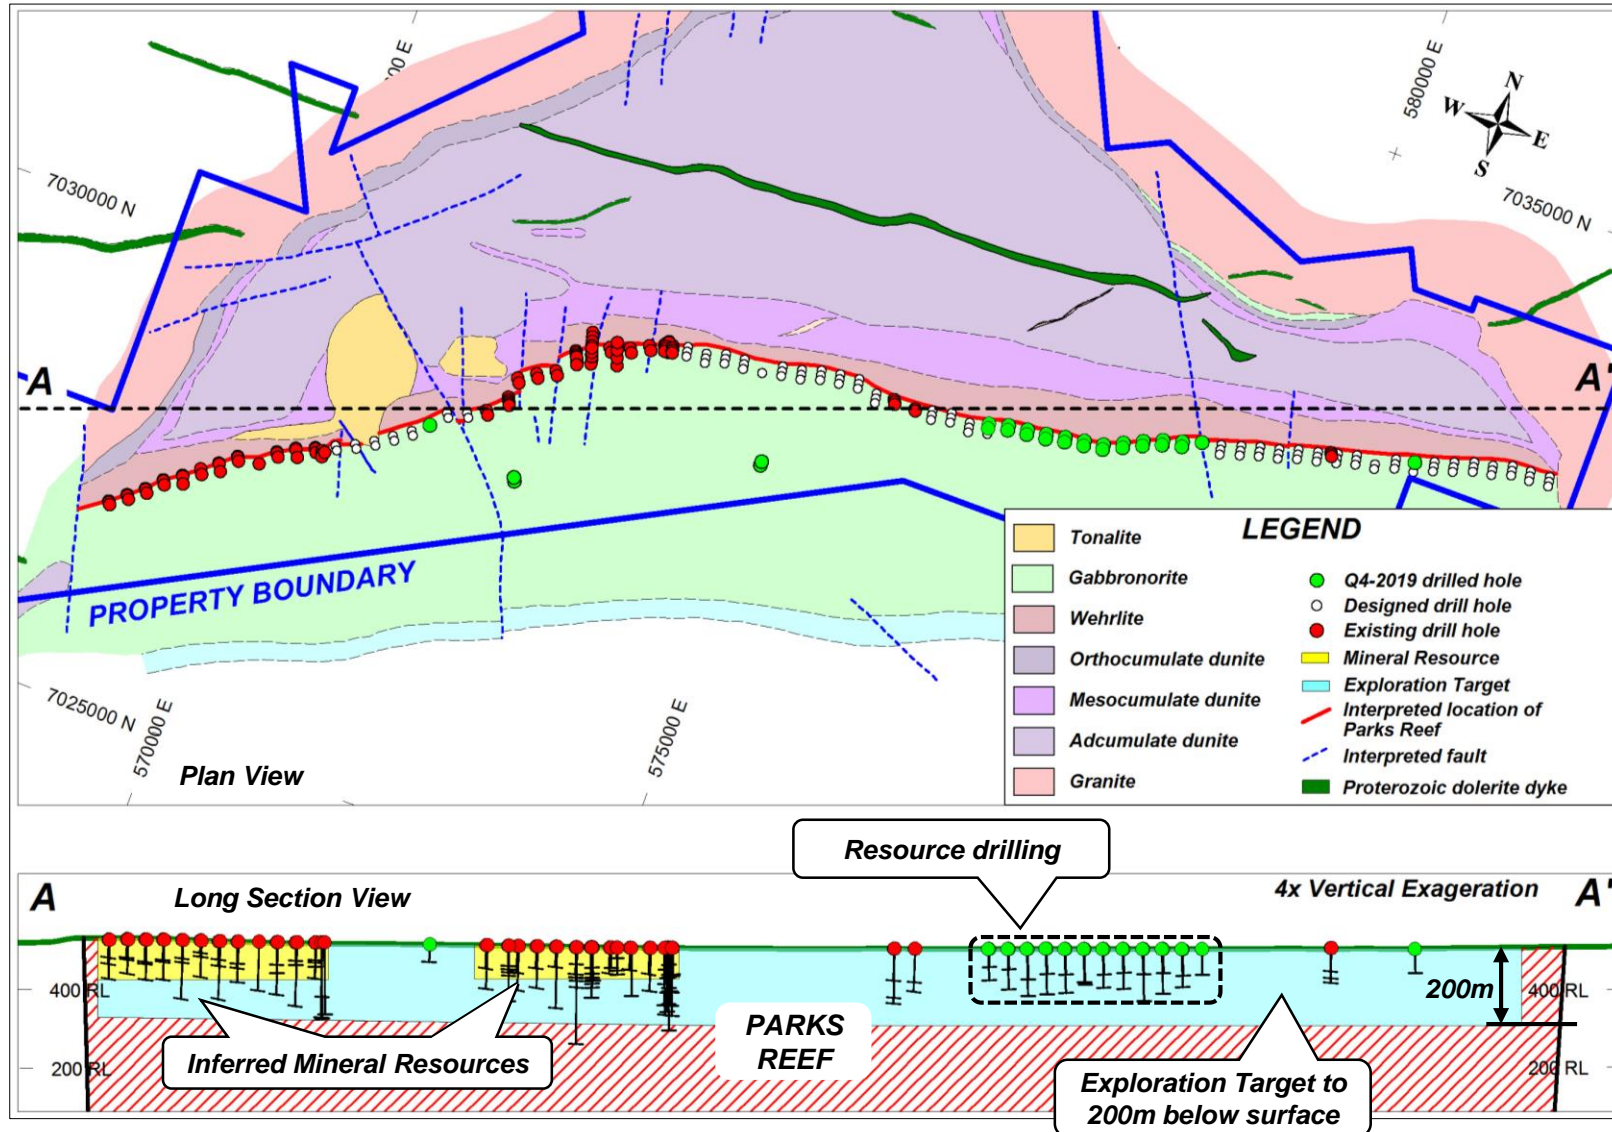 00 E
580000 E
N
W
E
S
7030000 N
7035000 N
A
A'
PROPERTY BOUNDARY
7025000 N
570000 E
575000 E
Plan View
LEGEND
Tonalite
Gabbronorite
Wehrlite
Orthocumulate dunite
Mesocumulate dunite
Adcumulate dunite
Granite
Q4-2019 drilled hole
Designed drill hole
Existing drill hole
Mineral Resource
Exploration Target
Interpreted location of
Parks Reef
Interpreted fault
Proterozoic dolerite dyke
Resource drilling
A
Long Section View
4x Vertical Exageration
A'
400 RL
200m
400 RL
Inferred Mineral Resources
PARKS
REEF
200 RL
Exploration Target to
200m below surface
200 RL